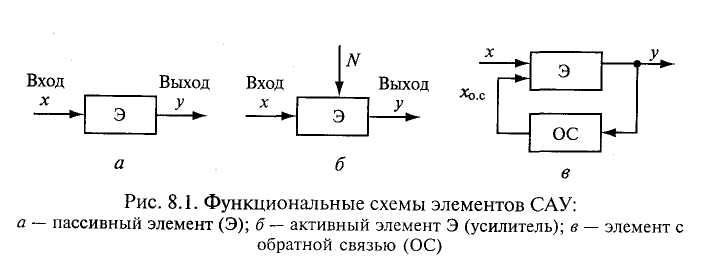 Вход
x
Э
Выход
y
а
N
Вход
x
Э
Выход
y
б
x
Э
y
xо.с
ОС
в
Рис. 8.1. Функциональные схемы элементов САУ:
а — пассивный элемент (Э); б — активный элемент Э (усилитель); в — элемент с
обратной связью (ОС)